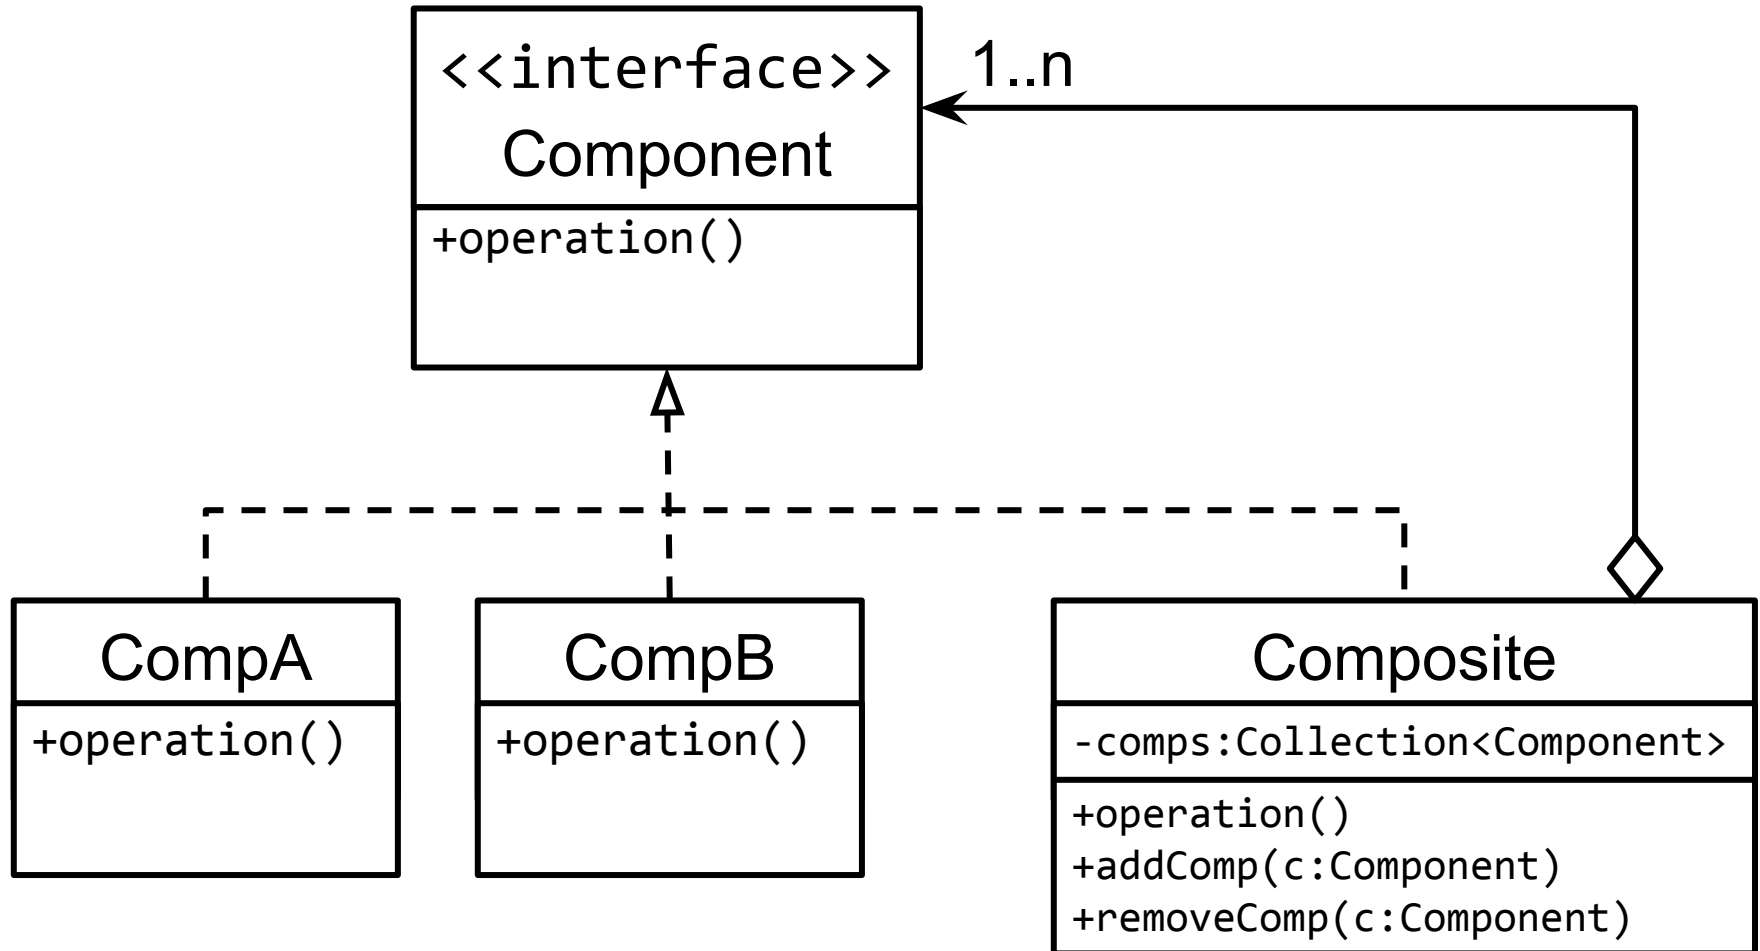 <<interface>>
Component
+operation()
1..n
CompA
+operation()
CompB
+operation()
Composite
-comps:Collection<Component>
+operation()
+addComp(c:Component)
+removeComp(c:Component)